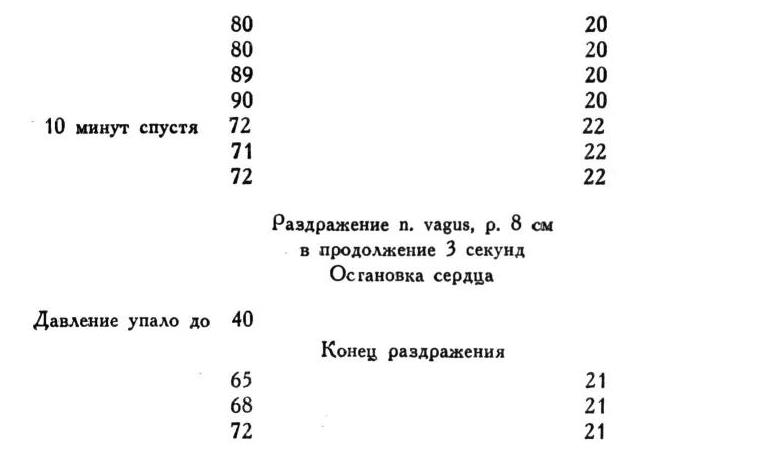 80 20
80 20
89 20
90 20
10 минут спустя 72 22
71 22
72 22
Раздражение n. vagus, р. 8 см
в продолжение 3 секунд
Остановка сердца
Давление упало до 40
Конец раздражения
65 21
68 21
72 21